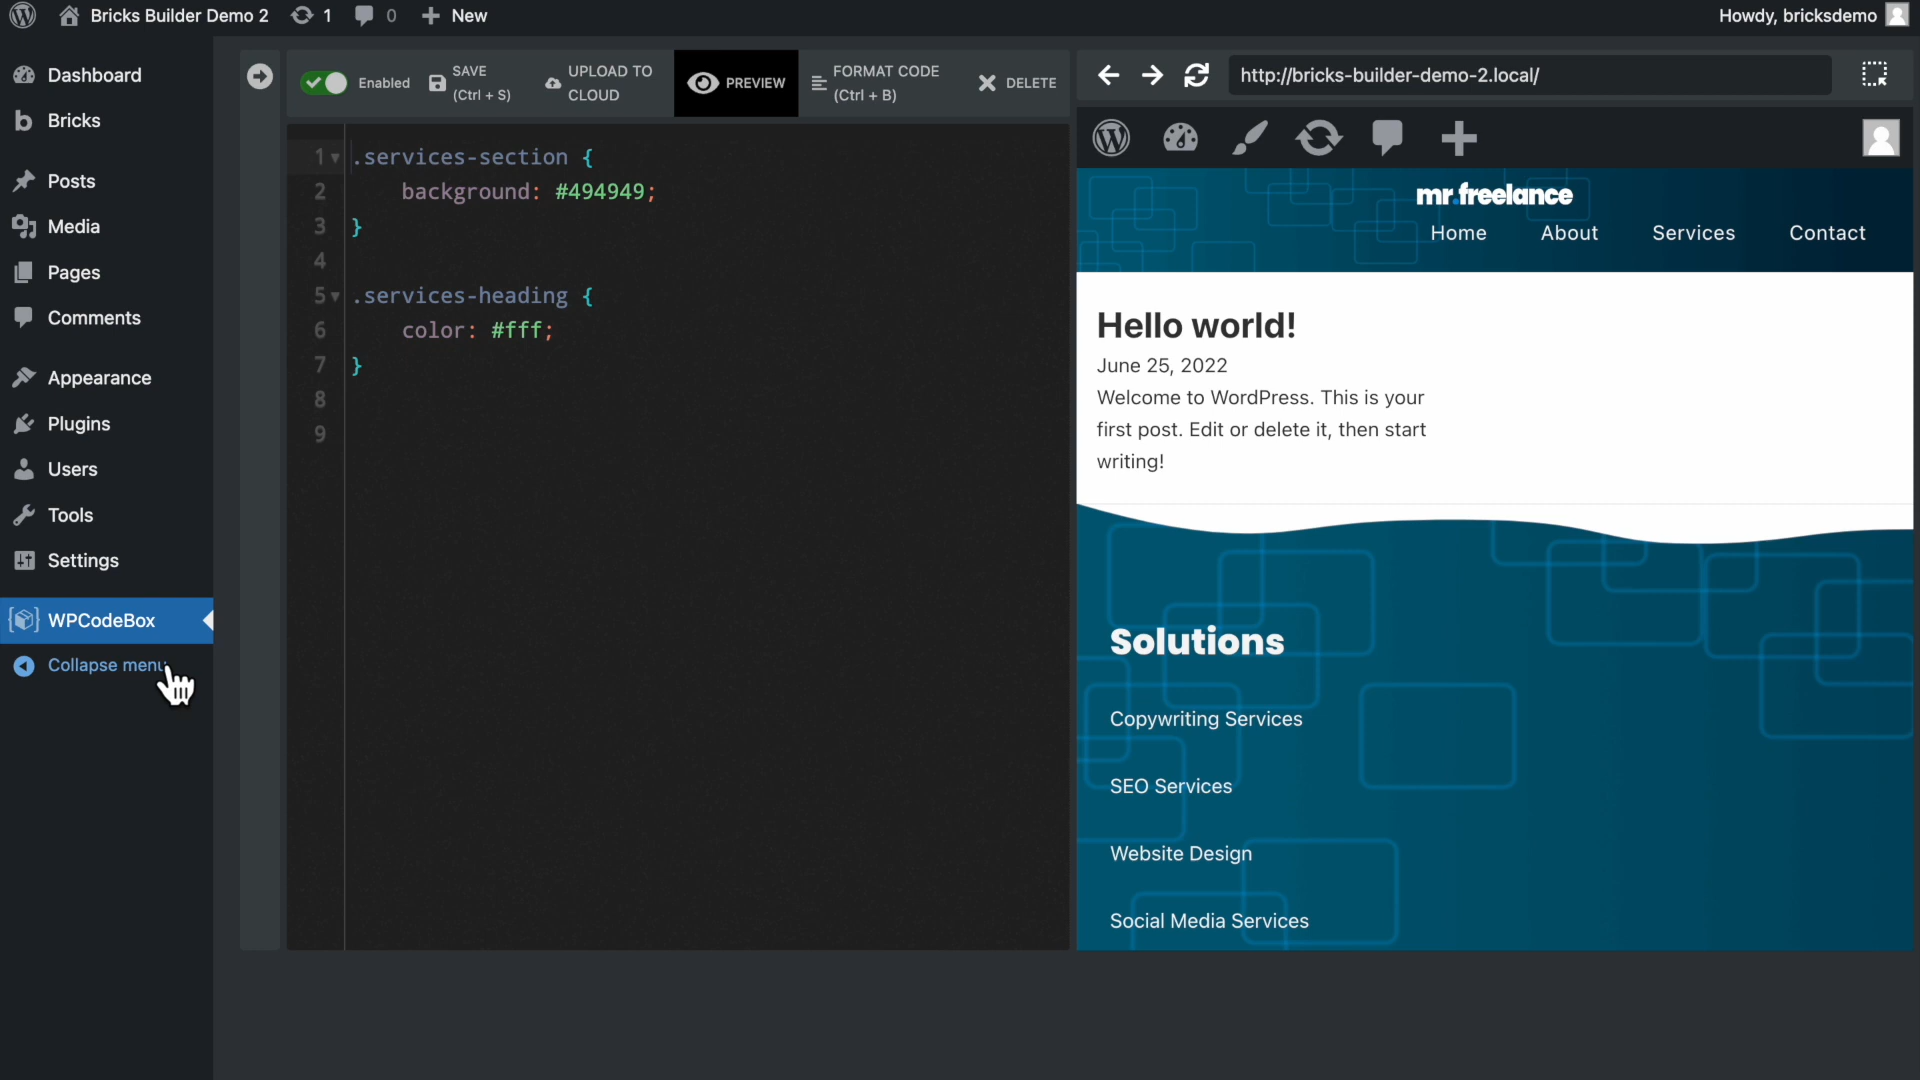 Bricks Builder Demo 2 1 0 New
Howdy, bricksdemo
Dashboard
Bricks
Posts
Media
Pages
Comments
Appearance
Plugins
Users
Tools
Settings
WPCodeBox
Collapse menu
Enabled
SAVE
(Ctrl + S)
UPLOAD TO
CLOUD
PREVIEW
FORMAT CODE
(Ctrl + B)
DELETE
1 .services-section {
2 background: #494949;
3 }
4
5 .services-heading {
6 color: #fff;
7 }
8
9
http://bricks-builder-demo-2.local/
mr.freelance
Home About Services Contact
Hello world!
June 25, 2022
Welcome to WordPress. This is your
first post. Edit or delete it, then start
writing!
Solutions
Copywriting Services
SEO Services
Website Design
Social Media Services